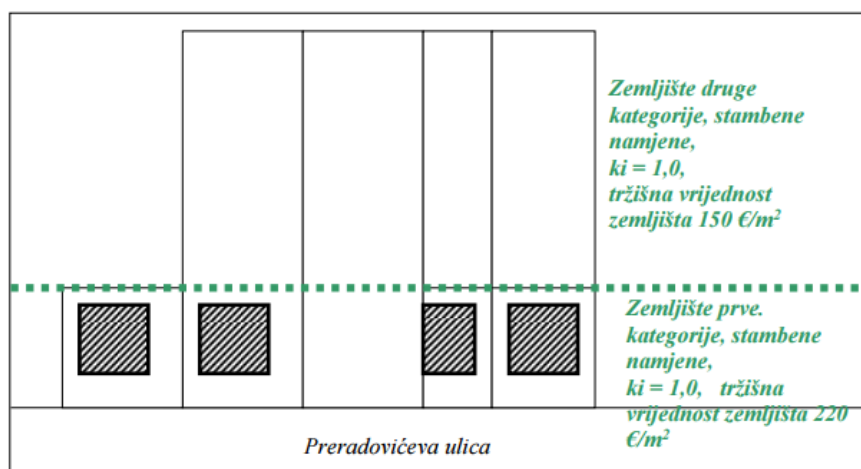 Zemljište druge
kategorije, stambene
namjene,
ki = 1,0,
tržišna vrijednost
zemljišta 150 €/m²
Zemljište prve.
kategorije, stambene
namjene,
ki = 1,0, tržišna
vrijednost zemljišta 220
€/m²
Preradovićeva ulica